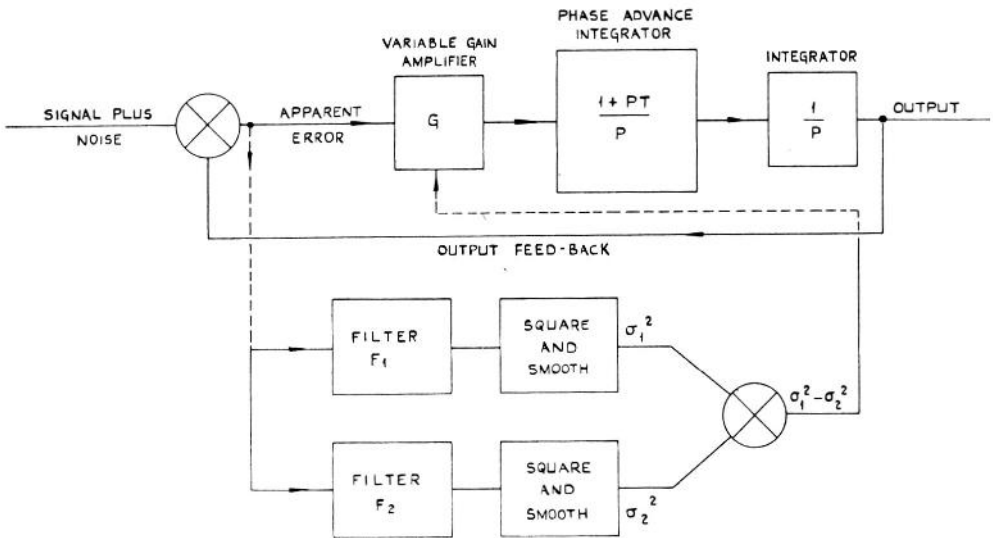 PHASE ADVANCE
INTEGRATOR
VARIABLE GAIN
AMPLIFIER
INTEGRATOR
SIGNAL PLUS
NOISE
APPARENT
ERROR
G
1 + PT
P
1
P
OUTPUT
OUTPUT FEED-BACK
FILTER
F1
SQUARE
AND
SMOOTH
σ1²
σ1² - σ2²
FILTER
F2
SQUARE
AND
SMOOTH
σ2²